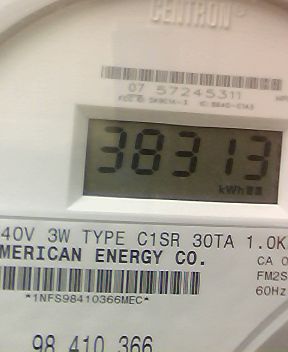 CENTRON®
07 57245311
38313
kWh
40V 3W TYPE C1SR 30TA 1.0K
MERICAN ENERGY CO.
CA 0
FM2S
60Hz
*1NFS98410366MEC*
98 410 366